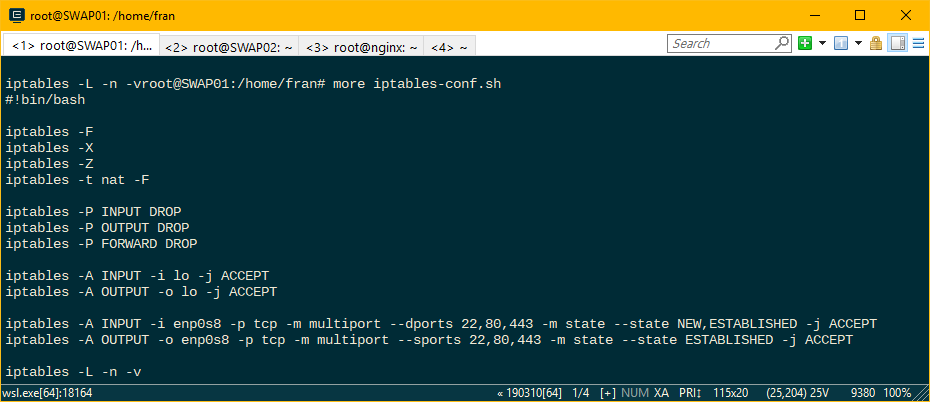 root@SWAP01: /home/fran
<1> root@SWAP01: /h... <2> root@SWAP02: ~ <3> root@nginx: ~ <4> ~ Search
iptables -L -n -vroot@SWAP01:/home/fran# more iptables-conf.sh
#!bin/bash
iptables -F
iptables -X
iptables -Z
iptables -t nat -F
iptables -P INPUT DROP
iptables -P OUTPUT DROP
iptables -P FORWARD DROP
iptables -A INPUT -i lo -j ACCEPT
iptables -A OUTPUT -o lo -j ACCEPT
iptables -A INPUT -i enp0s8 -p tcp -m multiport --dports 22,80,443 -m state --state NEW,ESTABLISHED -j ACCEPT
iptables -A OUTPUT -o enp0s8 -p tcp -m multiport --sports 22,80,443 -m state --state ESTABLISHED -j ACCEPT
iptables -L -n -v
wsl.exe[64]:18164 « 190310[64] 1/4 [+] NUM XA PRI↕ 115x20 (25,204) 25V 9380 100%